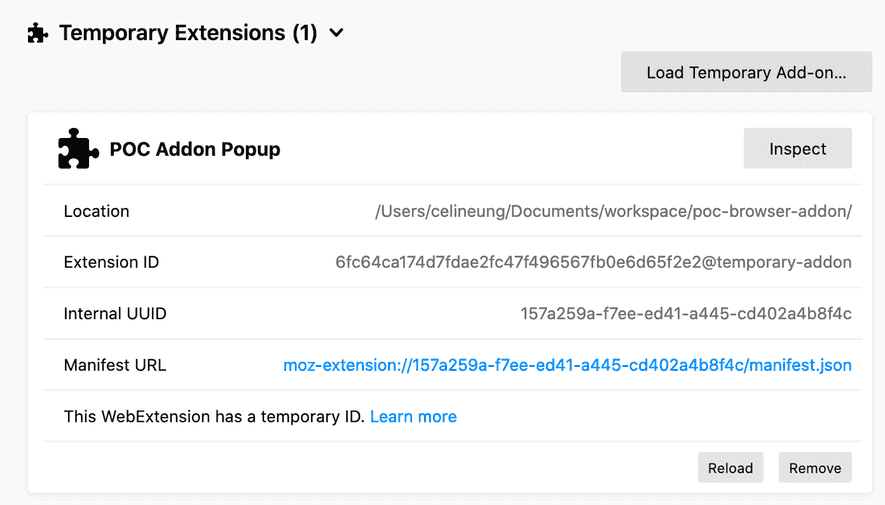 Temporary Extensions (1)
Load Temporary Add-on...
POC Addon Popup
Inspect
Location
/Users/celineung/Documents/workspace/poc-browser-addon/
Extension ID
6fc64ca174d7fdae2fc47f496567fb0e6d65f2e2@temporary-addon
Internal UUID
157a259a-f7ee-ed41-a445-cd402a4b8f4c
Manifest URL
moz-extension://157a259a-f7ee-ed41-a445-cd402a4b8f4c/manifest.json
This WebExtension has a temporary ID. Learn more
Reload
Remove